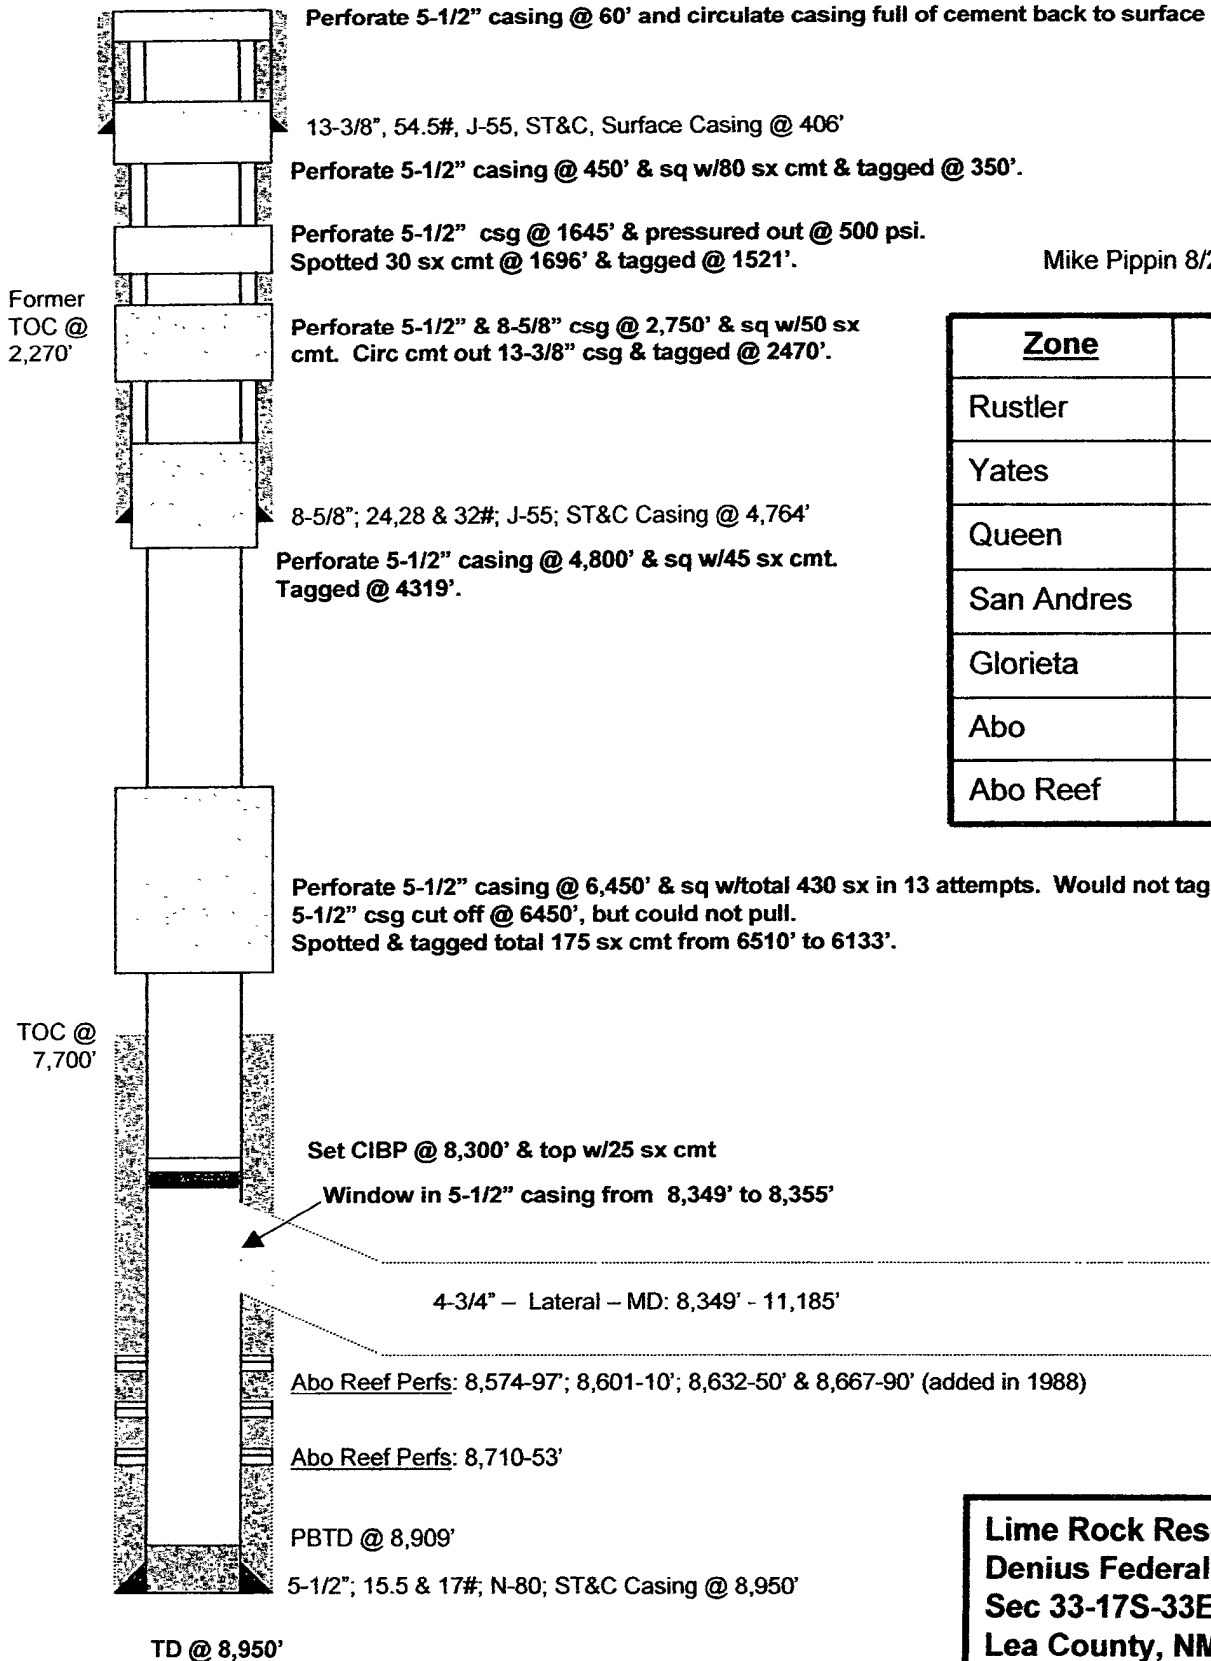 Perforate 5-1/2" casing @ 60' and circulate casing full of cement back to surface
13-3/8", 54.5#, J-55, ST&C, Surface Casing @ 406'
Perforate 5-1/2" casing @ 450' & sq w/80 sx cmt & tagged @ 350'.
Perforate 5-1/2" csg @ 1645' & pressured out @ 500 psi.
Spotted 30 sx cmt @ 1696' & tagged @ 1521'.
Mike Pippin 8/2
Former
TOC @
2,270'
Perforate 5-1/2" & 8-5/8" csg @ 2,750' & sq w/50 sx
cmt. Circ cmt out 13-3/8" csg & tagged @ 2470'.
Zone
Rustler
Yates
Queen
San Andres
Glorieta
Abo
Abo Reef
8-5/8"; 24,28 & 32#; J-55; ST&C Casing @ 4,764'
Perforate 5-1/2" casing @ 4,800' & sq w/45 sx cmt.
Tagged @ 4319'.
Perforate 5-1/2" casing @ 6,450' & sq w/total 430 sx in 13 attempts. Would not tag
5-1/2" csg cut off @ 6450', but could not pull.
Spotted & tagged total 175 sx cmt from 6510' to 6133'.
TOC @
7,700'
Set CIBP @ 8,300' & top w/25 sx cmt
Window in 5-1/2" casing from 8,349' to 8,355'
4-3/4" – Lateral – MD: 8,349' - 11,185'
Abo Reef Perfs: 8,574-97'; 8,601-10'; 8,632-50' & 8,667-90' (added in 1988)
Abo Reef Perfs: 8,710-53'
PBTD @ 8,909'
5-1/2"; 15.5 & 17#; N-80; ST&C Casing @ 8,950'
TD @ 8,950'
Lime Rock Res
Denius Federal
Sec 33-17S-33E
Lea County, NM